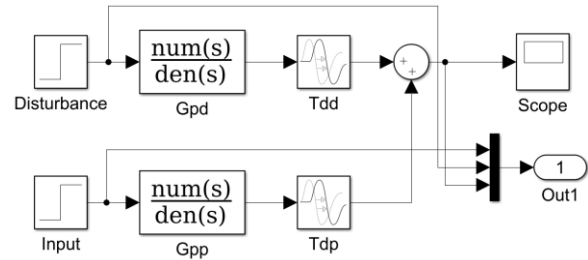 num(s)
den(s)
+
+
Disturbance
Gpd
Tdd
Scope
num(s)
den(s)
1
Out1
Input
Gpp
Tdp